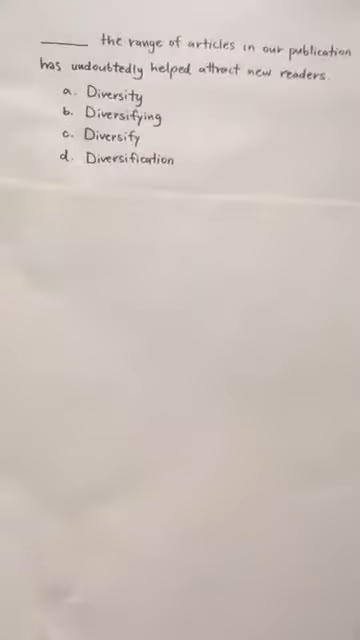 _____ the range of articles in our publication
has undoubtedly helped attract new readers.
a. Diversity
b. Diversifying
c. Diversify
d. Diversification